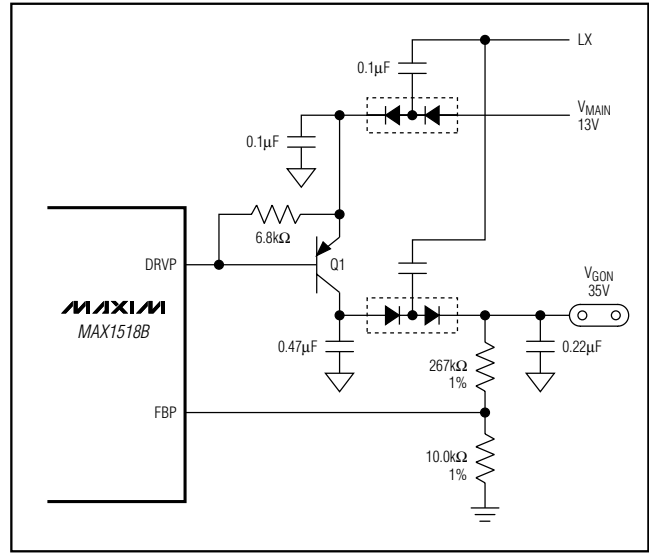 LX
0.1µF
VMAIN
13V
0.1µF
6.8kΩ
DRVP
Q1
MAXIM
MAX1518B
VGON
35V
0.47µF
267kΩ
1%
0.22µF
FBP
10.0kΩ
1%